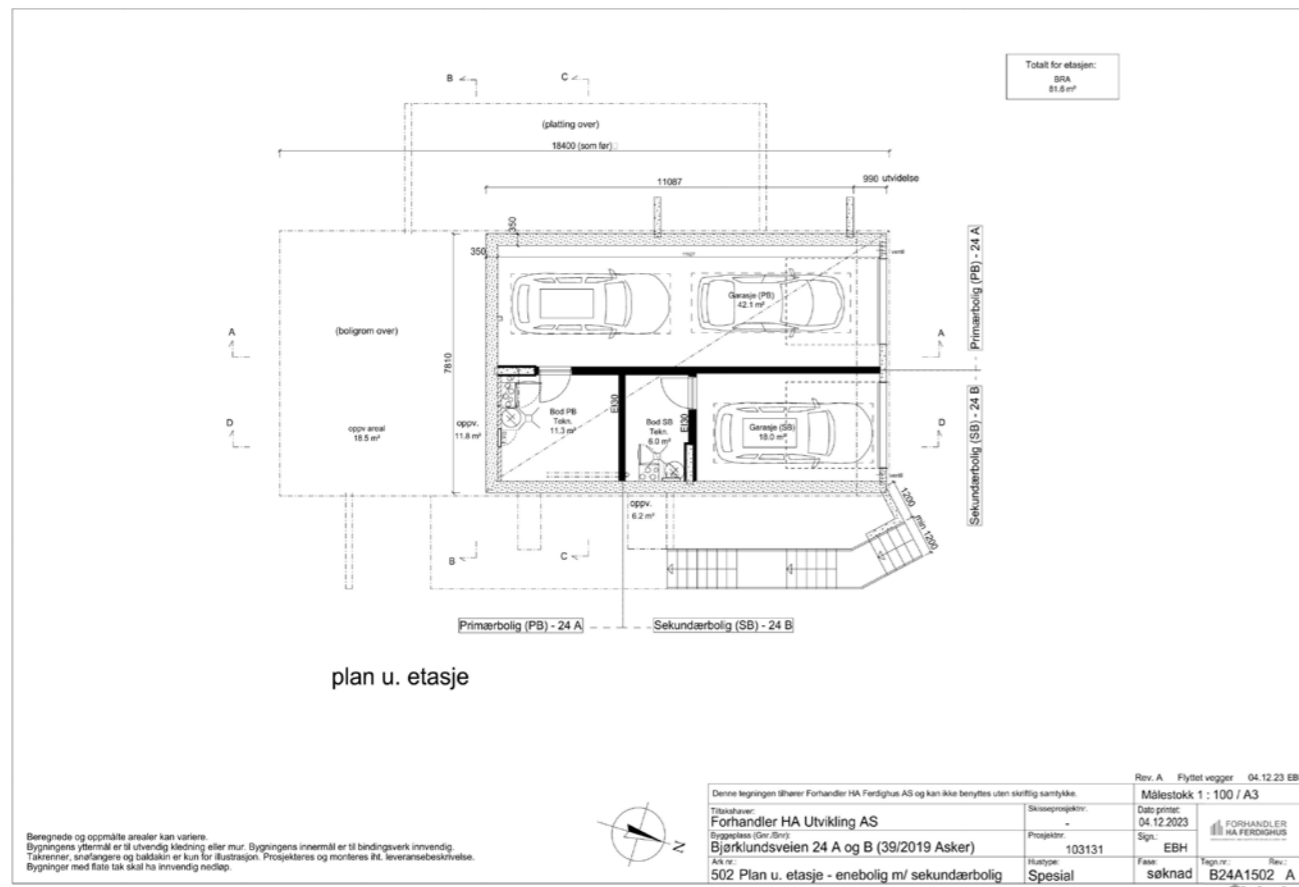 Totalt for etasjen:
BRA
81.6 m²
B
C
(platting over)
18400 (som før)
11087
990 utvidelse
350
350
ventil
Garasje (PB)
42.1 m²
Primærbolig (PB) - 24 A
A
(boligrom over)
A
7810
D
oppv areal
18.5 m²
oppv.
11.8 m²
Bod PB
Tekn.
11.3 m²
EI30
Bod SB
Tekn.
6.0 m²
EI30
Garasje (SB)
18.0 m²
D
Sekundærbolig (SB) - 24 B
ventil
oppv.
6.2 m²
1200
min 1200
B
C
Primærbolig (PB) - 24 A
Sekundærbolig (SB) - 24 B
plan u. etasje
N
Beregnede og oppmålte arealer kan variere.
Bygningens yttermål er til utvendig kledning eller mur. Bygningens innermål er til bindingsverk innvendig.
Takrenner, snøfangere og baldakin er kun for illustrasjon. Prosjekteres og monteres iht. leveransebeskrivelse.
Bygninger med flate tak skal ha innvendig nedløp.
Rev. A Flyttet vegger 04.12.23 EBH
Denne tegningen tilhører Forhandler HA Ferdighus AS og kan ikke benyttes uten skriftlig samtykke.
Målestokk 1 : 100 / A3
Tiltakshaver:
Forhandler HA Utvikling AS
Skisseprosjektnr.
-
Dato printet:
04.12.2023
FORHANDLER
HA FERDIGHUS
Byggeplass (Gnr./Bnr):
Bjørklundsveien 24 A og B (39/2019 Asker)
Prosjektnr.
103131
Sign.:
EBH
Ark nr.:
502 Plan u. etasje - enebolig m/ sekundærbolig
Hustype:
Spesial
Fase:
søknad
Tegn.nr.:
B24A1502
Rev.:
A